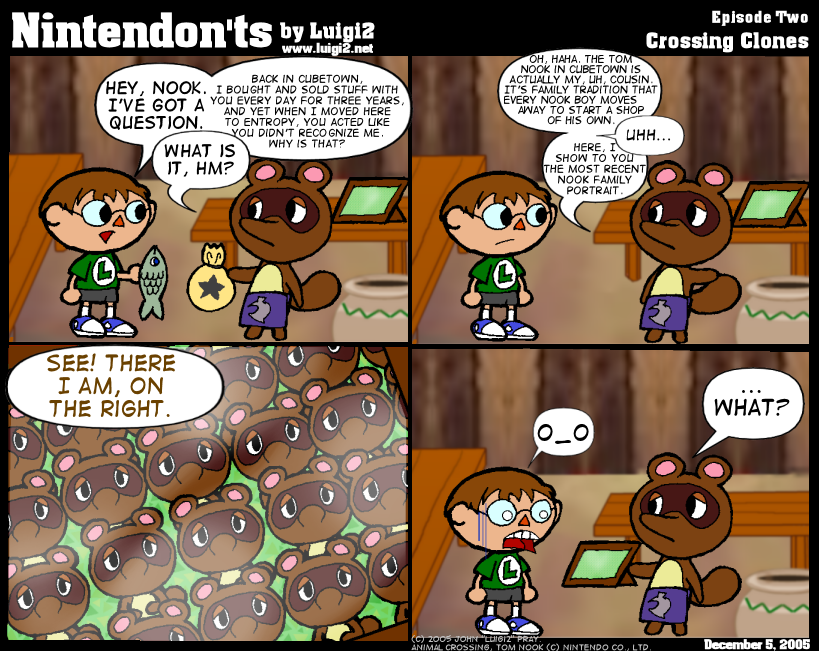 Nintendon'ts by Luigi2
www.luigi2.net
Episode Two
Crossing Clones
HEY, NOOK.
I'VE GOT A
QUESTION.
BACK IN CUBETOWN,
I BOUGHT AND SOLD STUFF WITH
YOU EVERY DAY FOR THREE YEARS,
AND YET WHEN I MOVED HERE
TO ENTROPY, YOU ACTED LIKE
YOU DIDN'T RECOGNIZE ME.
WHY IS THAT?
WHAT IS
IT, HM?
L
OH, HAHA. THE TOM
NOOK IN CUBETOWN IS
ACTUALLY MY, UH, COUSIN.
IT'S FAMILY TRADITION THAT
EVERY NOOK BOY MOVES
AWAY TO START A SHOP
OF HIS OWN.
UHH...
HERE, I
SHOW TO YOU
THE MOST RECENT
NOOK FAMILY
PORTRAIT.
L
SEE! THERE
I AM, ON
THE RIGHT.
O_O
...
WHAT?
L
(C) 2005 JOHN "LUIGI2" PRAY.
ANIMAL CROSSING, TOM NOOK (C) NINTENDO CO., LTD.
December 5, 2005